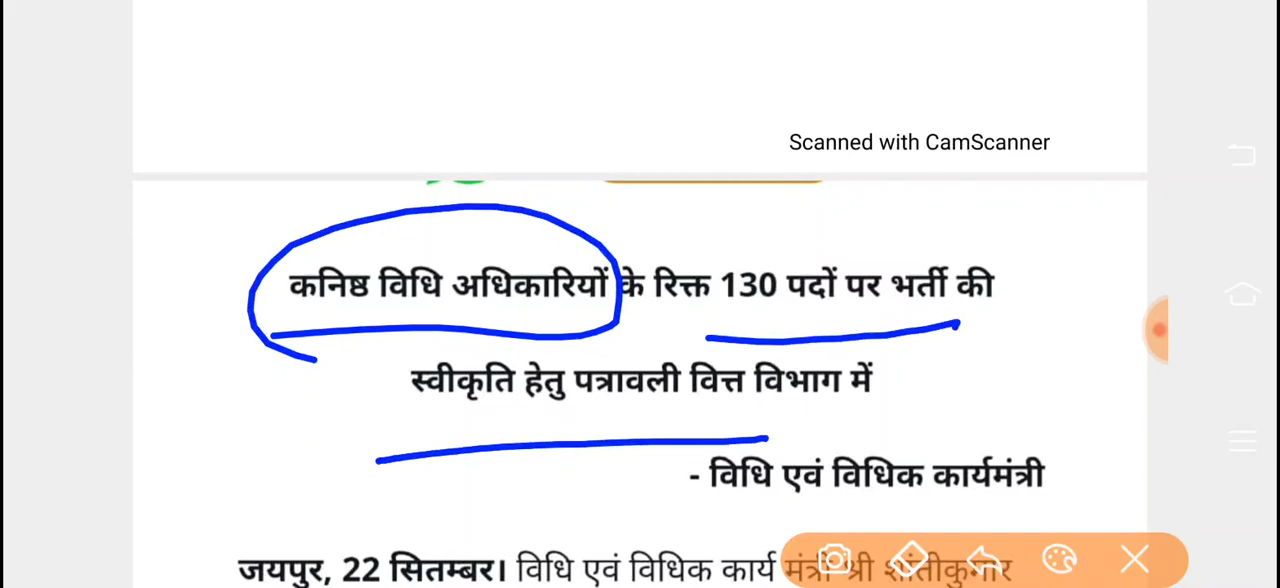 Scanned with CamScanner
कनिष्ठ विधि अधिकारियों के रिक्त 130 पदों पर भर्ती की
स्वीकृति हेतु पत्रावली वित्त विभाग में
- विधि एवं विधिक कार्यमंत्री
जयपुर, 22 सितम्बर। विधि एवं विधिक कार्य मंत्री श्री शांतीकुमार